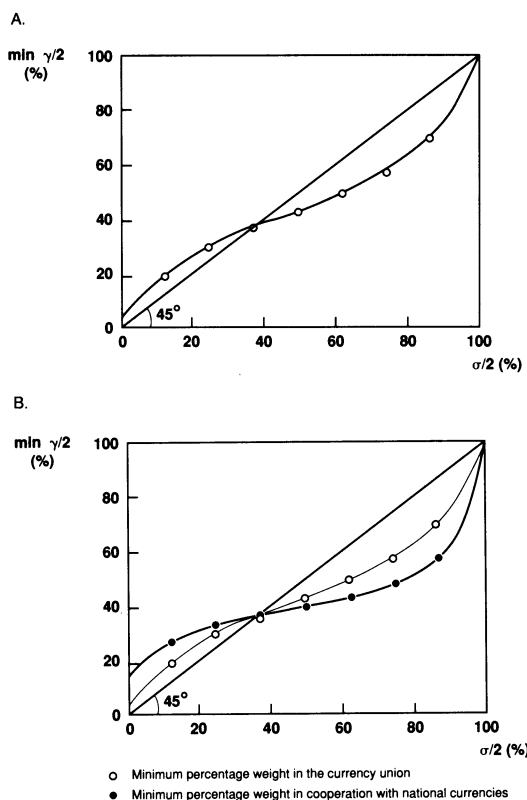 A.
min γ/2
(%)
100
80
60
40
20
0
45°
0 20 40 60 80 100
σ/2 (%)
B.
min γ/2
(%)
100
80
60
40
20
0
45°
0 20 40 60 80 100
σ/2 (%)
○ Minimum percentage weight in the currency union
● Minimum percentage weight in cooperation with national currencies